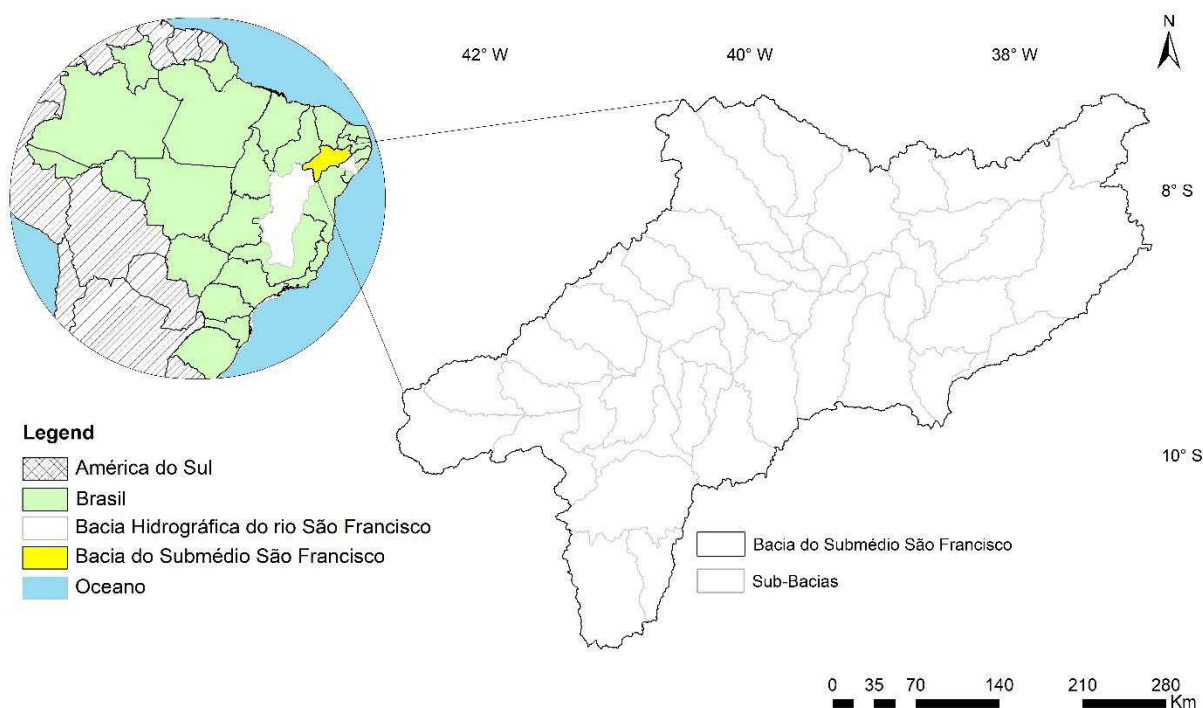 42° W
40° W
38° W
N
8° S
10° S
Legend
América do Sul
Brasil
Bacia Hidrográfica do rio São Francisco
Bacia do Submédio São Francisco
Oceano
Bacia do Submédio São Francisco
Sub-Bacias
0 35 70 140 210 280
Km